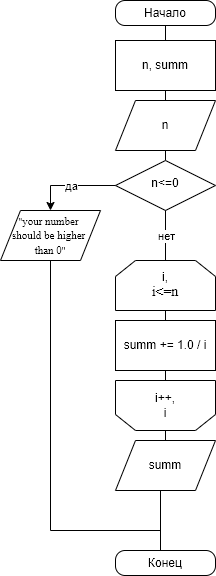 Начало
n, summ
n
n<=0
да
"your number
should be higher
than 0"
нет
i,
i<=n
summ += 1.0 / i
i++,
i
summ
Конец